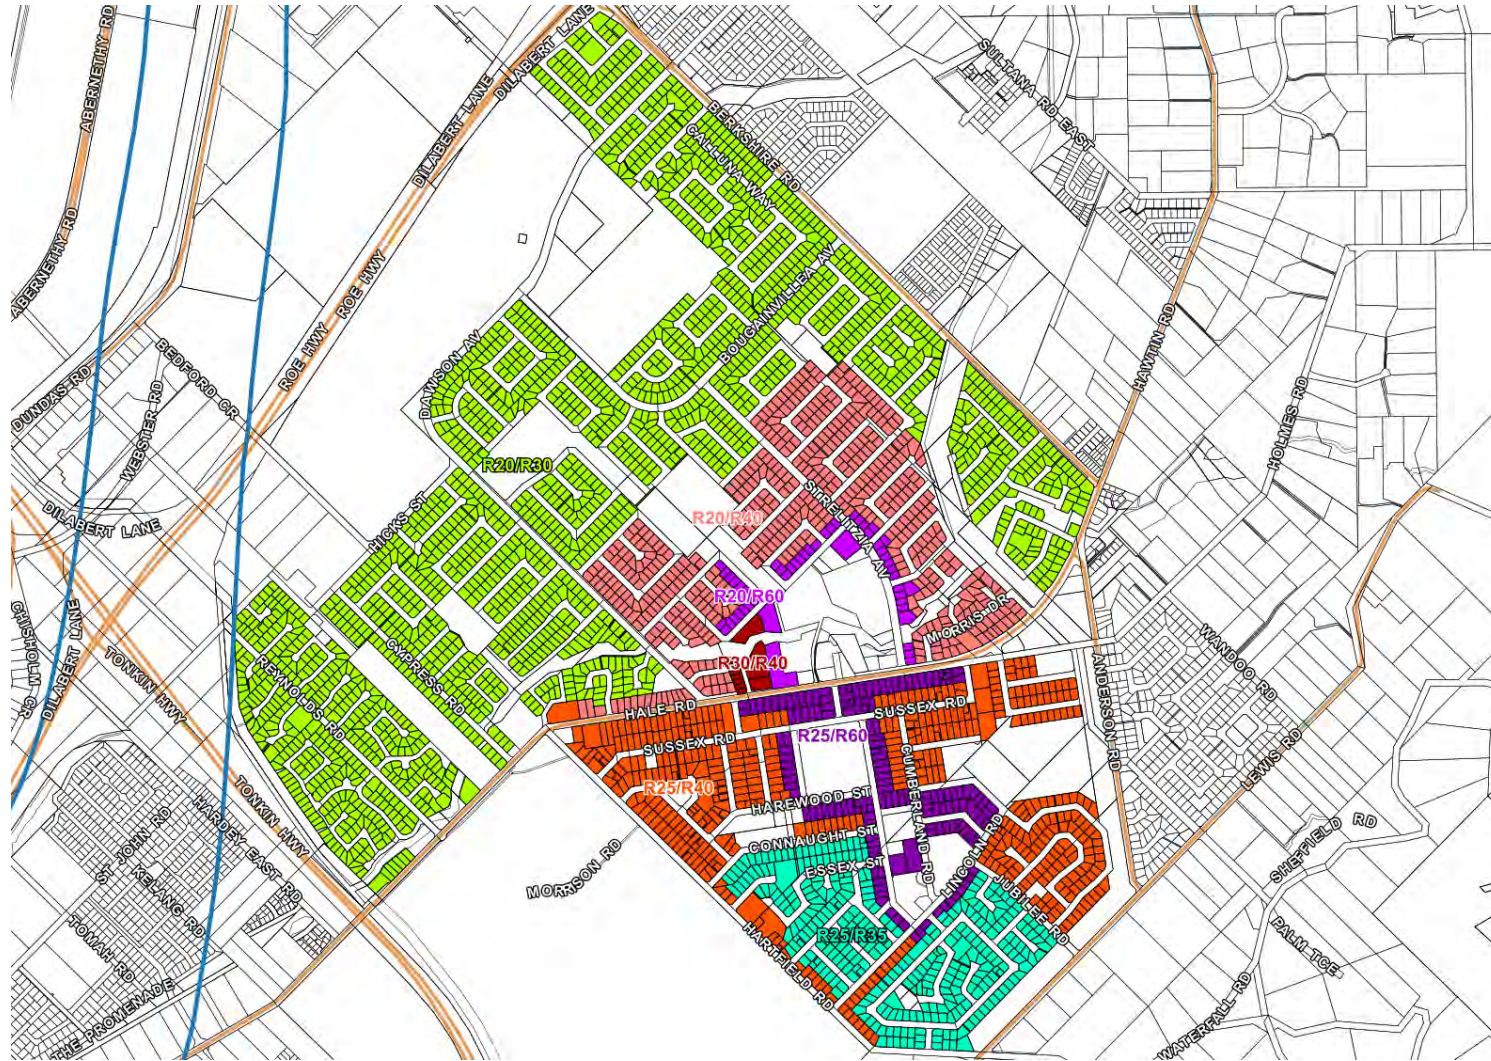 ABERNETHY RD
DILABERT LANE
SULTANA RD EAST
BERKSHIRE RD
CALLUNA WAY
DILABERT LANE
ABERNETHY RD
ROE HWY
BOUGAINVILLEA AV
ROE HWY
HAWTIN RD
BEDFORD CR
DAWSON AV
DUNDAS RD
WEBSTER RD
HOLMES RD
R20/R30
STRELITZIA AV
R20/R40
DILABERT LANE
HICKS ST
R20/R60
CHISHOLM CR
DILABERT LANE
MORRIS DR
WANDOO RD
TONKIN HWY
REYNOLDS RD
CYPRESS RD
R30/R40
ANDERSON RD
HALE RD
SUSSEX RD
SUSSEX RD
R25/R60
LEWIS RD
R25/R40
CUMBERLAND RD
HAREWOOD ST
TONKIN HWY
HARDEY EAST RD
ST JOHN RD
CONNAUGHT ST
SHEFFIELD RD
ESSEX ST
LINCOLN RD
MORRISON RD
KELANG RD
JUBILEE RD
TOMAH RD
R25/R35
PALM TCE
HARTFIELD RD
THE PROMENADE
WATERFALL RD